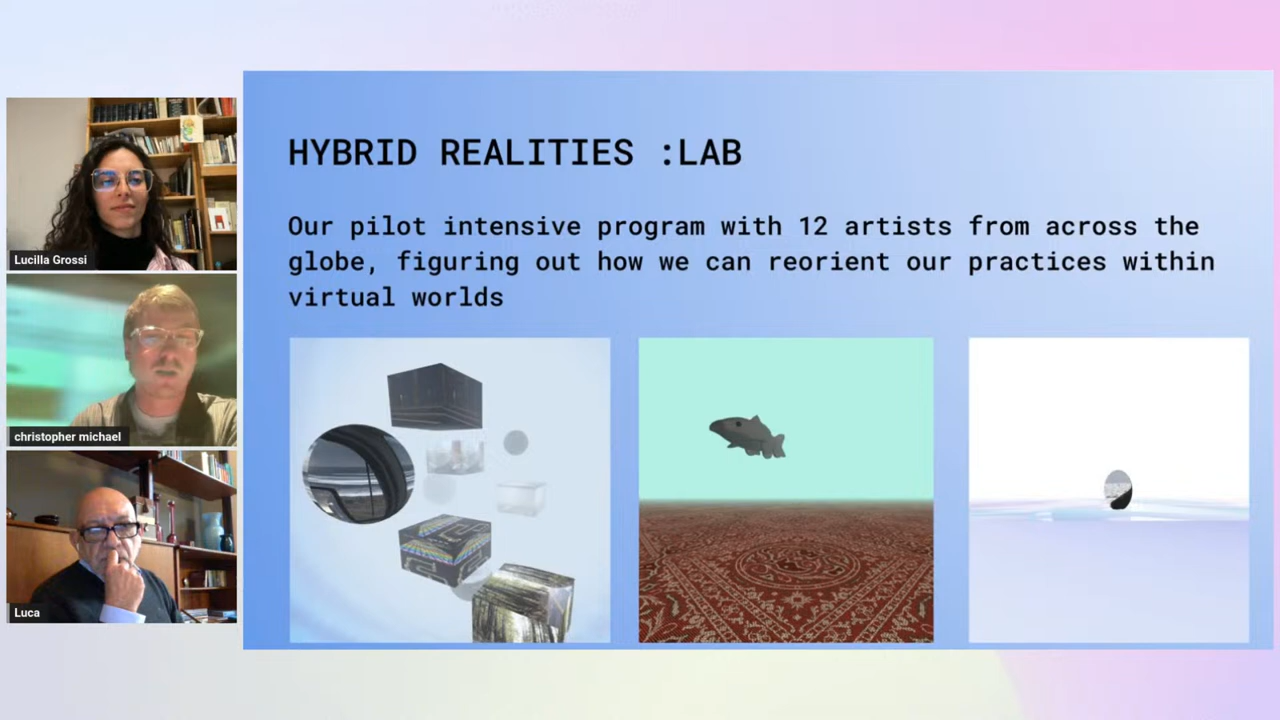 HYBRID REALITIES :LAB
Our pilot intensive program with 12 artists from across the
globe, figuring out how we can reorient our practices within
virtual worlds
Lucilla Grossi
christopher michael
Luca